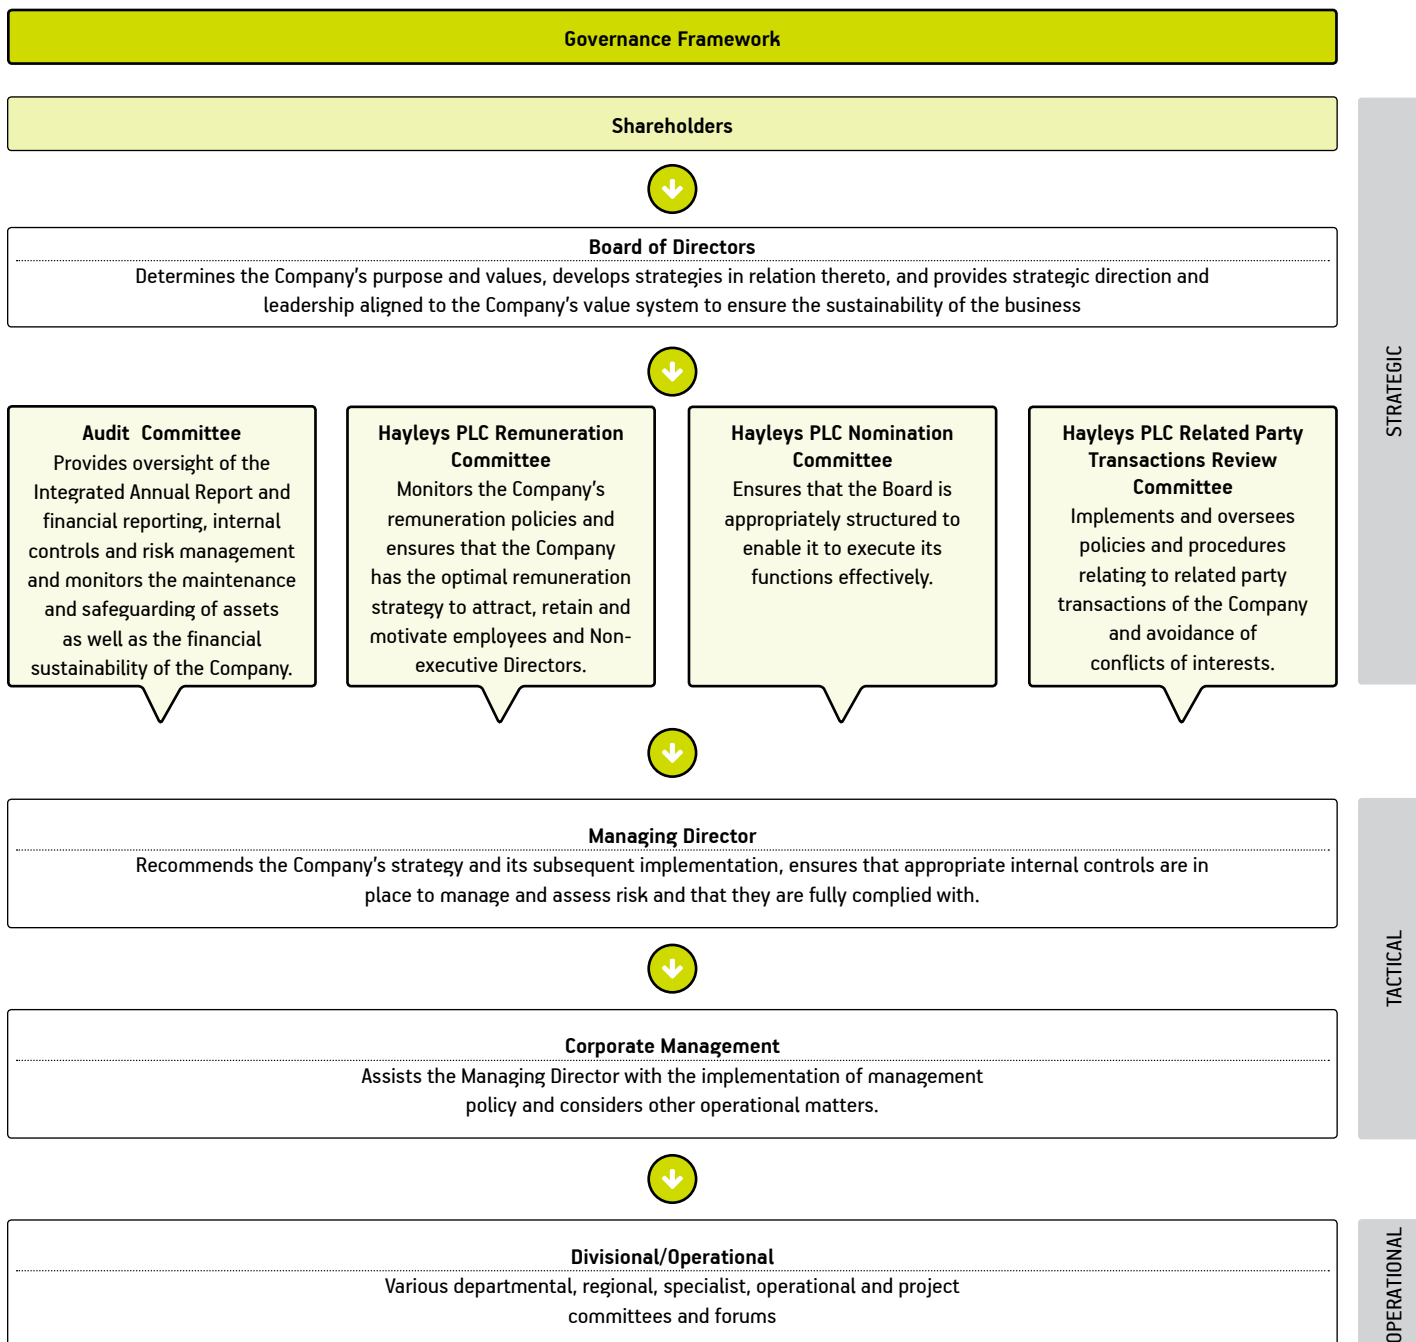 Governance Framework
Shareholders
Board of Directors
Determines the Company's purpose and values, develops strategies in relation thereto, and provides strategic direction and
leadership aligned to the Company's value system to ensure the sustainability of the business
Audit Committee
Provides oversight of the
Integrated Annual Report and
financial reporting, internal
controls and risk management
and monitors the maintenance
and safeguarding of assets
as well as the financial
sustainability of the Company.
Hayleys PLC Remuneration
Committee
Monitors the Company's
remuneration policies and
ensures that the Company
has the optimal remuneration
strategy to attract, retain and
motivate employees and Non-
executive Directors.
Hayleys PLC Nomination
Committee
Ensures that the Board is
appropriately structured to
enable it to execute its
functions effectively.
Hayleys PLC Related Party
Transactions Review
Committee
Implements and oversees
policies and procedures
relating to related party
transactions of the Company
and avoidance of
conflicts of interests.
STRATEGIC
Managing Director
Recommends the Company's strategy and its subsequent implementation, ensures that appropriate internal controls are in
place to manage and assess risk and that they are fully complied with.
Corporate Management
Assists the Managing Director with the implementation of management
policy and considers other operational matters.
TACTICAL
Divisional/Operational
Various departmental, regional, specialist, operational and project
committees and forums
OPERATIONAL